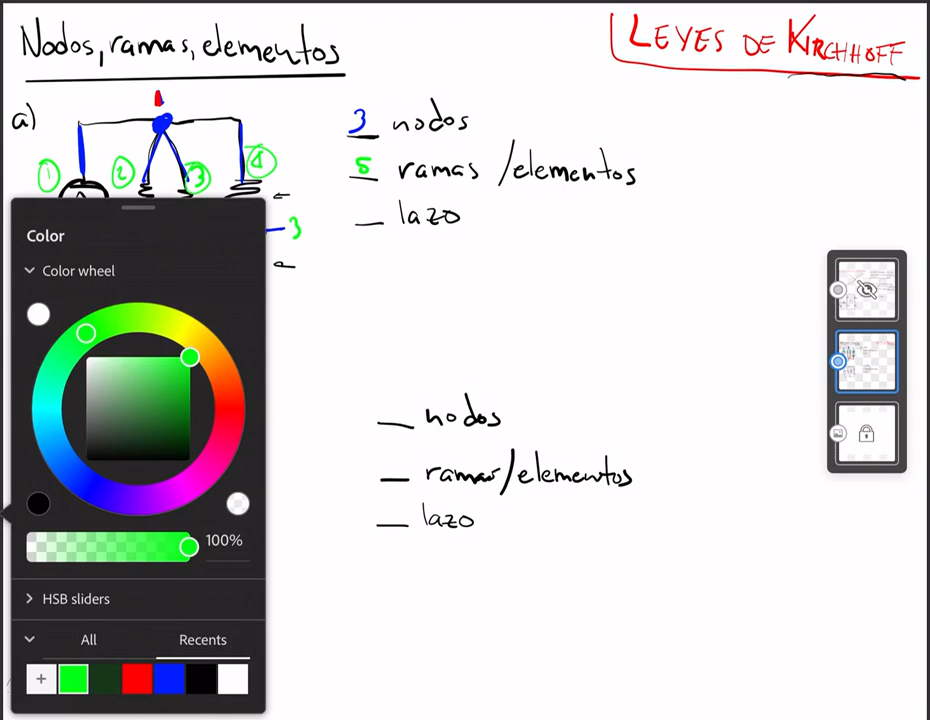 Nodos, ramas, elementos
LEYES DE KIRCHHOFF
a)
3 nodos
1 2 3 4
5 ramas/elementos
_ lazo
3
Color
Color wheel
100%
HSB sliders
All Recents
+
_ nodos
_ ramas/elementos
_ lazo